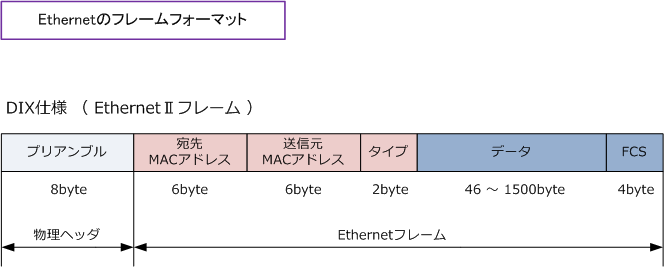 Ethernetのフレームフォーマット
DIX仕様 （ EthernetⅡフレーム ）
プリアンブル
宛先
MACアドレス
送信元
MACアドレス
タイプ
データ
FCS
8byte
6byte
6byte
2byte
46 ～ 1500byte
4byte
物理ヘッダ
Ethernetフレーム